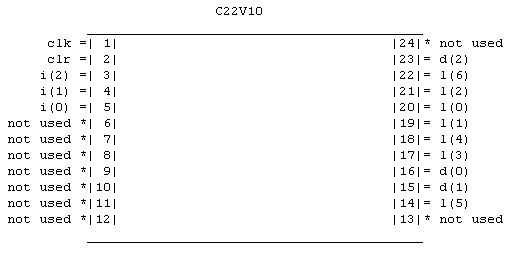 C22V10
clk =| 1| |24|* not used
clr =| 2| |23|= d(2)
i(2) =| 3| |22|= l(6)
i(1) =| 4| |21|= l(2)
i(0) =| 5| |20|= l(0)
not used *| 6| |19|= l(1)
not used *| 7| |18|= l(4)
not used *| 8| |17|= l(3)
not used *| 9| |16|= d(0)
not used *|10| |15|= d(1)
not used *|11| |14|= l(5)
not used *|12| |13|* not used